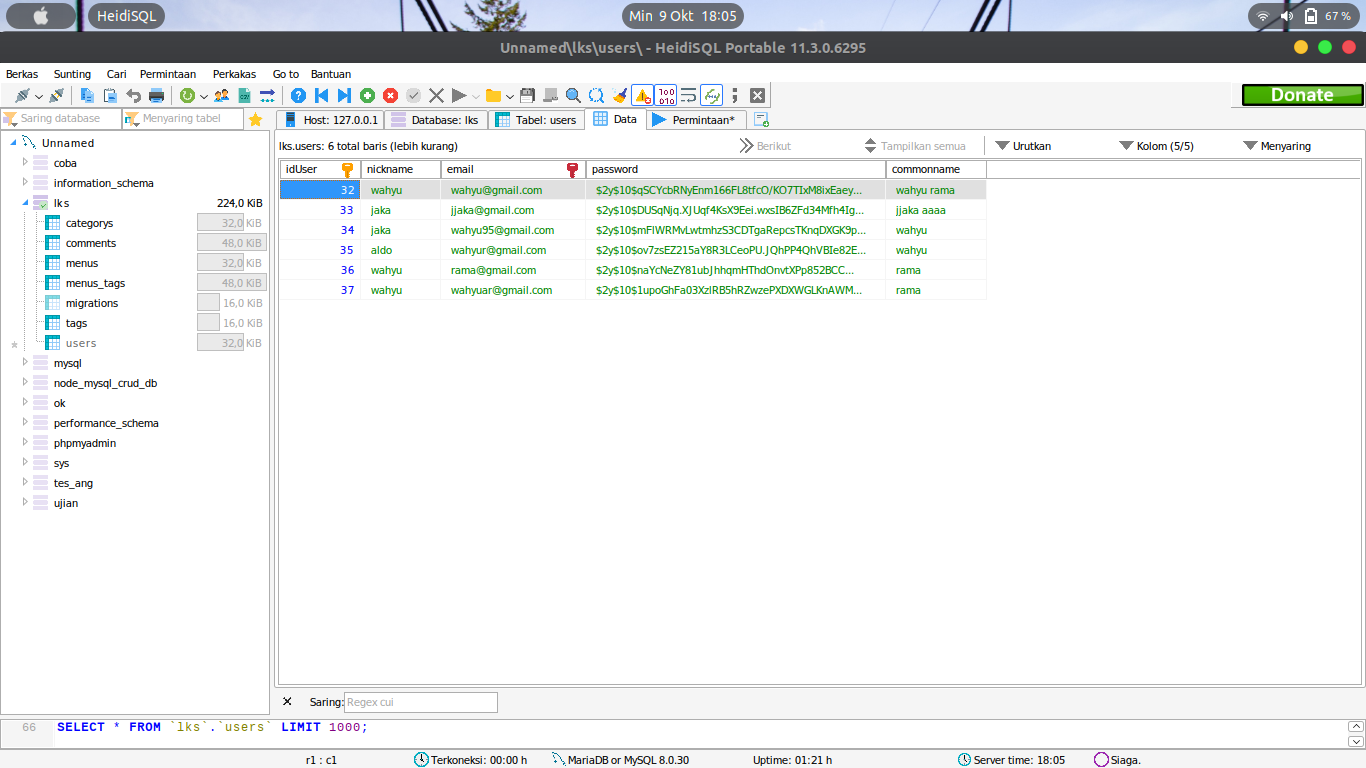 HeidiSQL
Min 9 Okt 18:05
67 %
Unnamed\lks\users\ - HeidiSQL Portable 11.3.0.6295
Berkas Sunting Cari Permintaan Perkakas Go to Bantuan
Donate
Saring database Menyaring tabel
Host: 127.0.0.1 Database: lks Tabel: users Data Permintaan*
lks.users: 6 total baris (lebih kurang) Berikut Tampilkan semua Urutkan Kolom (5/5) Menyaring
Unnamed
coba
information_schema
lks 224,0 KiB
categorys 32,0 KiB
comments 48,0 KiB
menus 32,0 KiB
menus_tags 48,0 KiB
migrations 16,0 KiB
tags 16,0 KiB
users 32,0 KiB
mysql
node_mysql_crud_db
ok
performance_schema
phpmyadmin
sys
tes_ang
ujian
idUser nickname email password commonname
32 wahyu wahyu@gmail.com $2y$10$qSCYcbRNyEnm166FL8tfcO/KO7TIxM8ixEaey... wahyu rama
33 jaka jjaka@gmail.com $2y$10$DUSqNjq.XJUqf4KsX9Eei.wxsIB6ZFd34Mfh4Ig... jjaka aaaa
34 jaka wahyu95@gmail.com $2y$10$mFIWRMvLwtmhzS3CDTgaRepcsTKnqDXGK9p... wahyu
35 aldo wahyur@gmail.com $2y$10$ov7zsEZ215aY8R3LCeoPU.JQhPP4QhVBIe82E... wahyu
36 wahyu rama@gmail.com $2y$10$naYcNeZY81ubJhhqmHThdOnvtXPp852BCC... rama
37 wahyu wahyuar@gmail.com $2y$10$1upoGhFa03XzIRB5hRZwzePXDXWGLKnAWM... rama
Saring: Regex cui
66 SELECT * FROM `lks`.`users` LIMIT 1000;
r1 : c1 Terkoneksi: 00:00 h MariaDB or MySQL 8.0.30 Uptime: 01:21 h Server time: 18:05 Siaga.